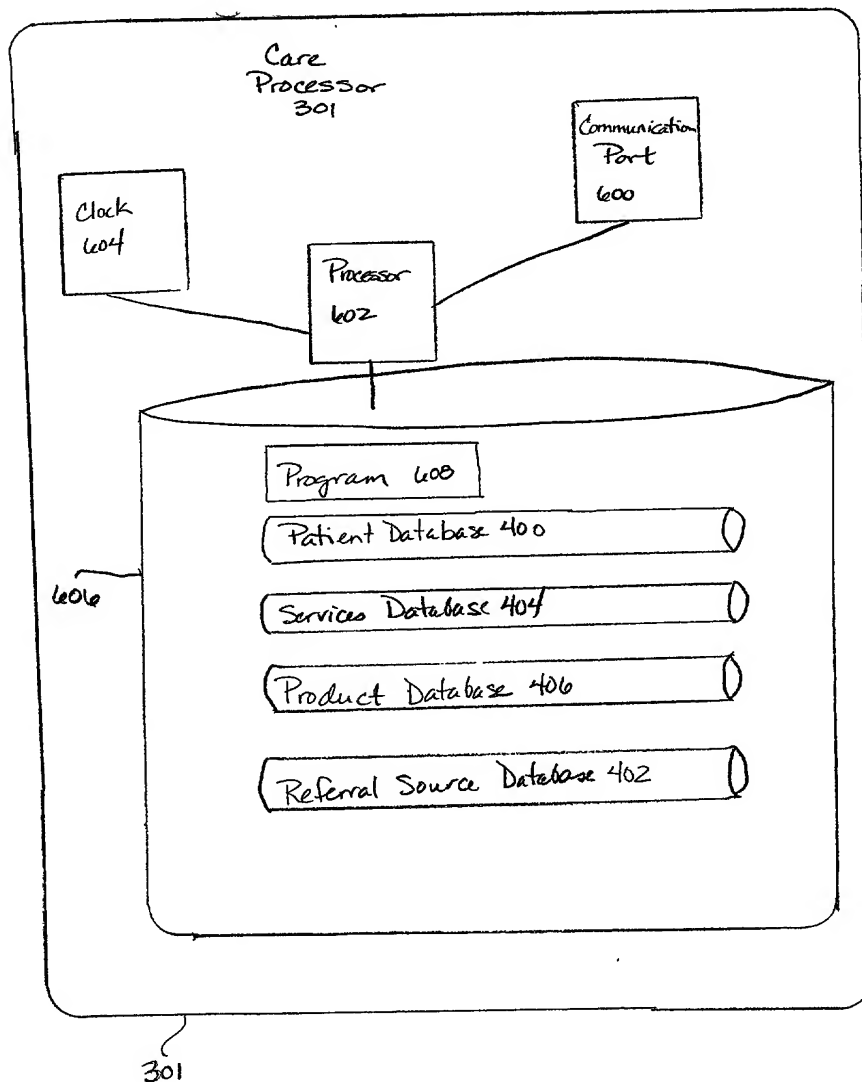 Care
Processor
301
Communication
Port
600
Clock
604
Processor
602
Program 608
Patient Database 400
606
Services Database 404
Product Database 406
Referral Source Database 402
301